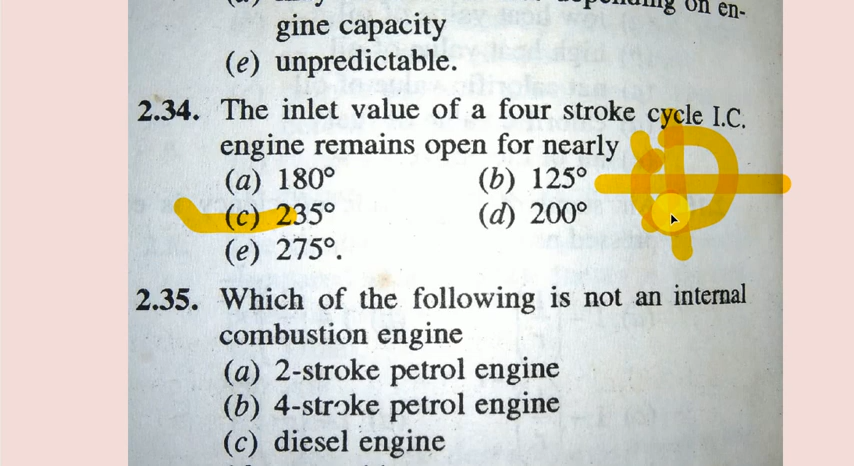 depending on en-
gine capacity
(e) unpredictable.
2.34. The inlet value of a four stroke cycle I.C.
engine remains open for nearly
(a) 180° (b) 125°
(c) 235° (d) 200°
(e) 275°.
2.35. Which of the following is not an internal
combustion engine
(a) 2-stroke petrol engine
(b) 4-stroke petrol engine
(c) diesel engine